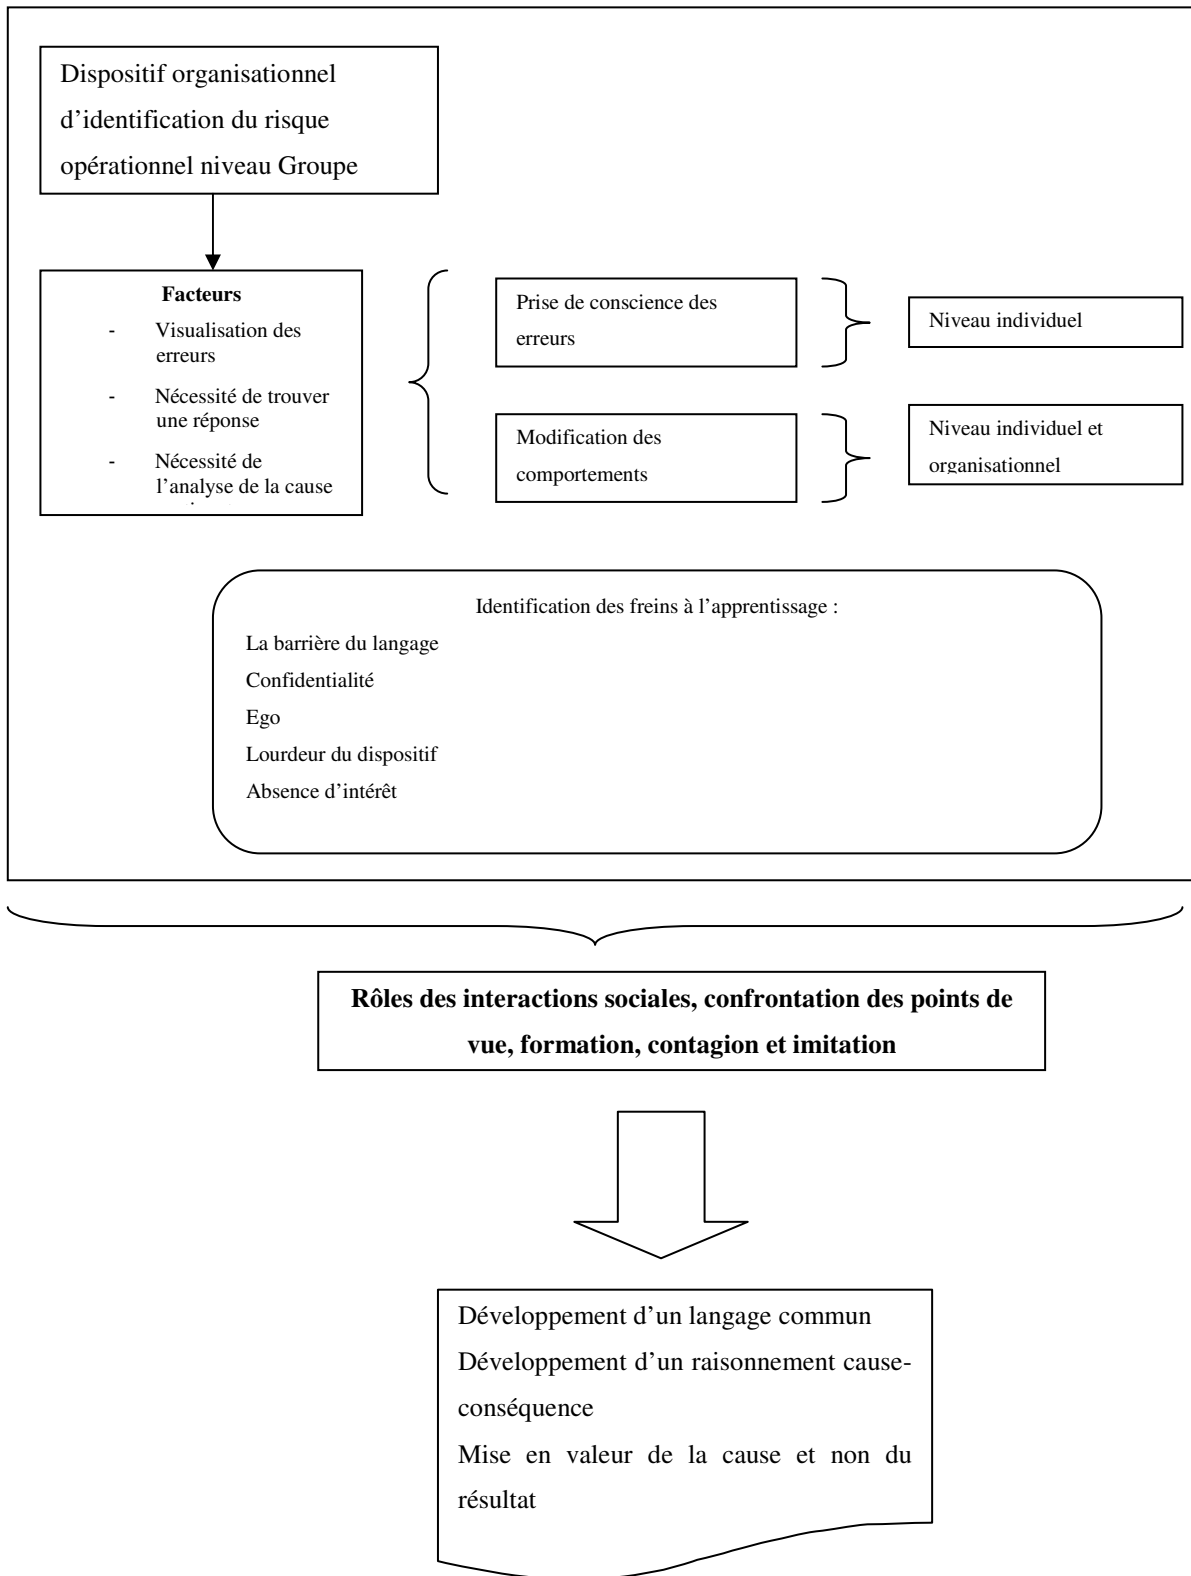 Dispositif organisationnel
d’identification du risque
opérationnel niveau Groupe
Facteurs
- Visualisation des
erreurs
- Nécessité de trouver
une réponse
- Nécessité de
l’analyse de la cause
Prise de conscience des
erreurs
Niveau individuel
Modification des
comportements
Niveau individuel et
organisationnel
Identification des freins à l’apprentissage :
La barrière du langage
Confidentialité
Ego
Lourdeur du dispositif
Absence d’intérêt
Rôles des interactions sociales, confrontation des points de
vue, formation, contagion et imitation
Développement d’un langage commun
Développement d’un raisonnement cause-
conséquence
Mise en valeur de la cause et non du
résultat